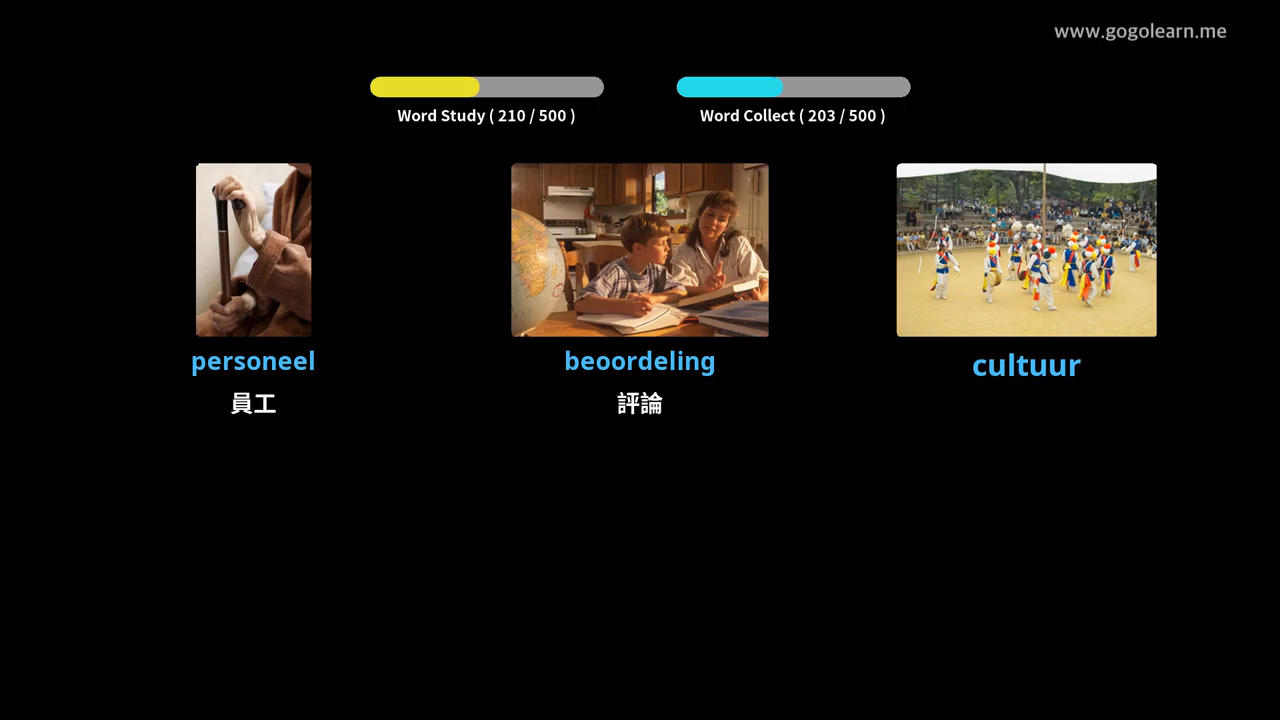 www.gogolearn.me
Word Study ( 210 / 500 )
Word Collect ( 203 / 500 )
personeel
員工
beoordeling
評論
cultuur